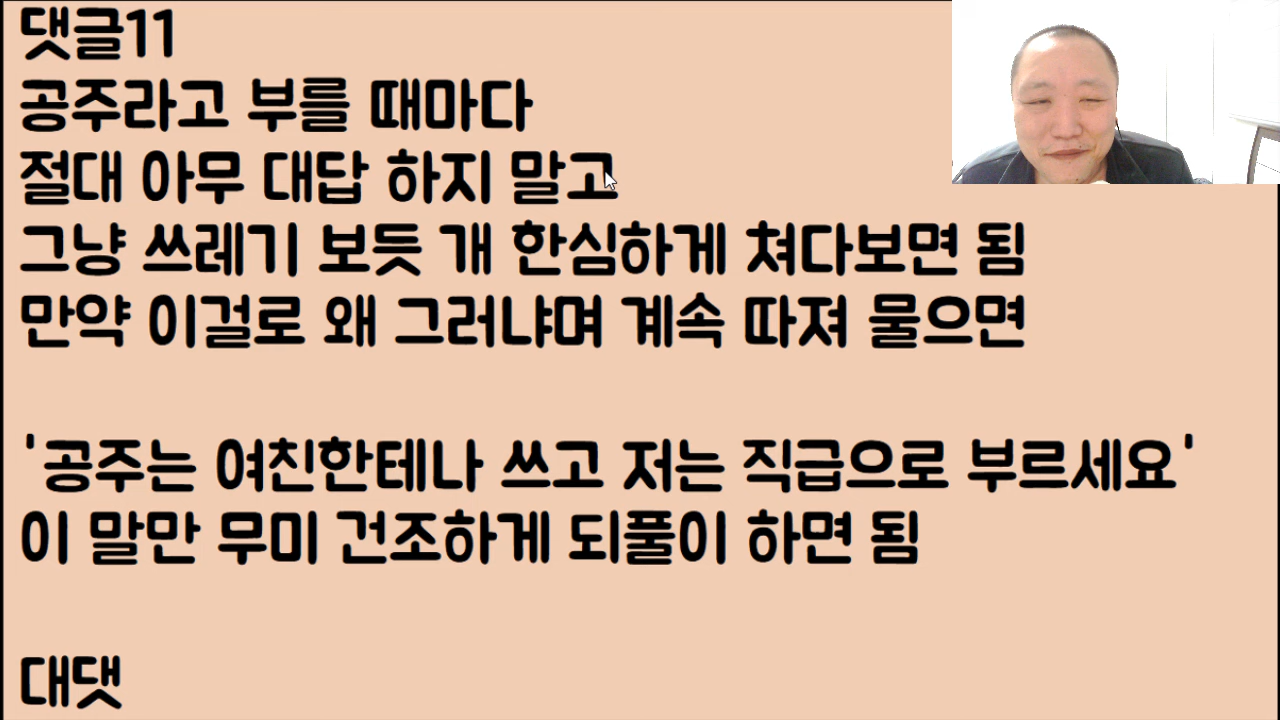 댓글11
공주라고 부를 때마다
절대 아무 대답 하지 말고
그냥 쓰레기 보듯 개 한심하게 쳐다보면 됨
만약 이걸로 왜 그러냐며 계속 따져 물으면
'공주는 여친한테나 쓰고 저는 직급으로 부르세요'
이 말만 무미 건조하게 되풀이 하면 됨
대댓